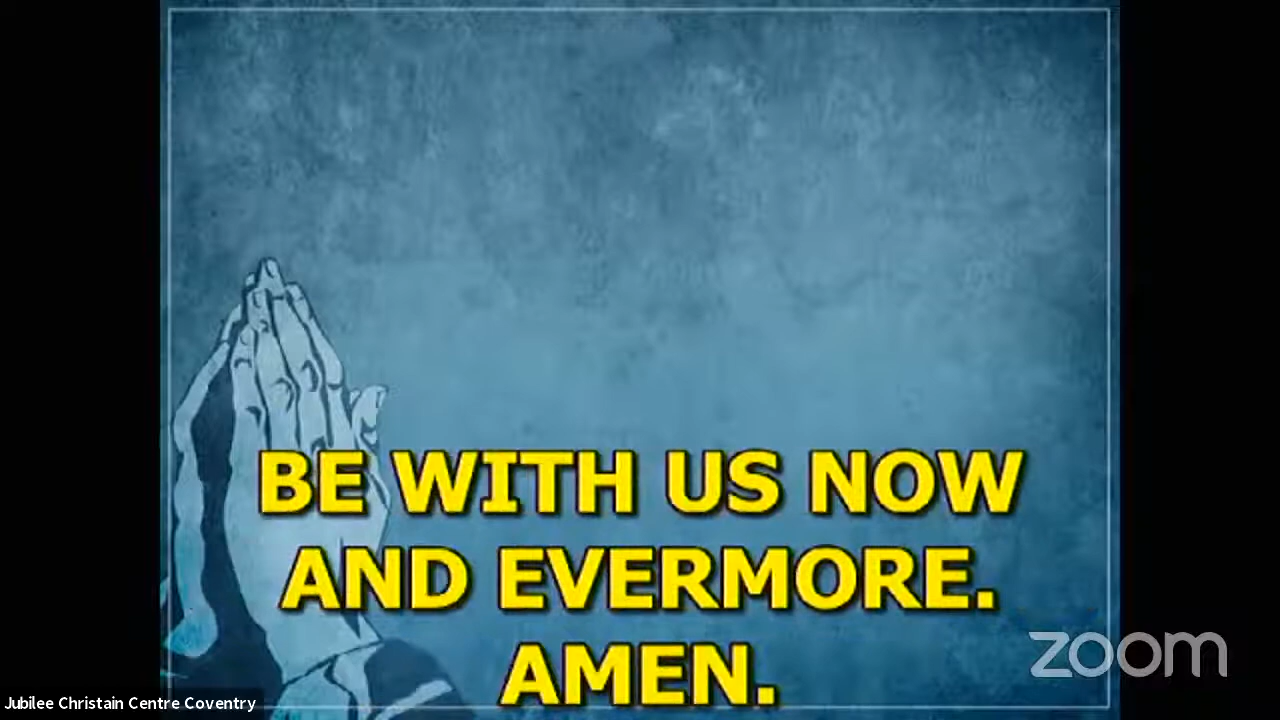 BE WITH US NOW
AND EVERMORE.
AMEN.
zoom
Jubilee Christain Centre Coventry